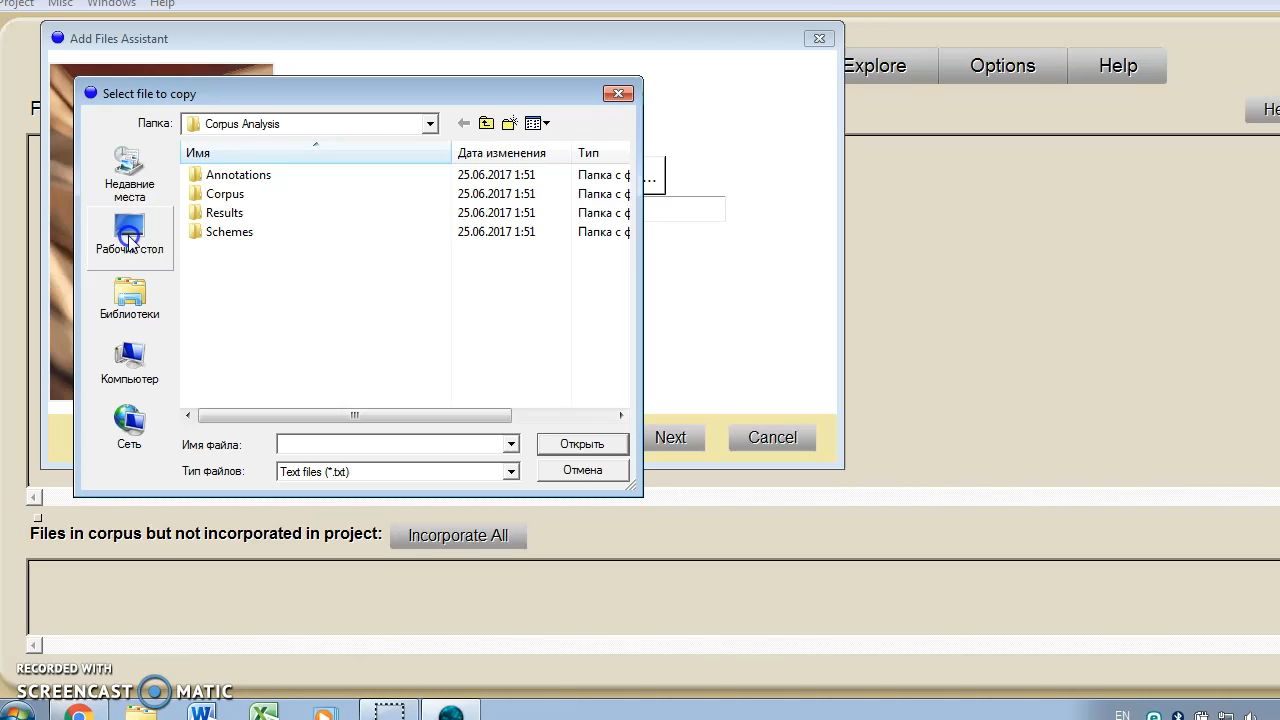 Project Misc Windows Help
Add Files Assistant
Explore Options Help
Select file to copy
Папка: Corpus Analysis
Имя Дата изменения Тип
Annotations 25.06.2017 1:51 Папка с ф
Corpus 25.06.2017 1:51 Папка с ф
Results 25.06.2017 1:51 Папка с ф
Schemes 25.06.2017 1:51 Папка с ф
Недавние
места
Рабочий стол
Библиотеки
Компьютер
Сеть
...
Имя файла: Открыть
Тип файлов: Text files (*.txt) Отмена
Next Cancel
Files in corpus but not incorporated in project: Incorporate All
RECORDED WITH
SCREENCAST MATIC
EN